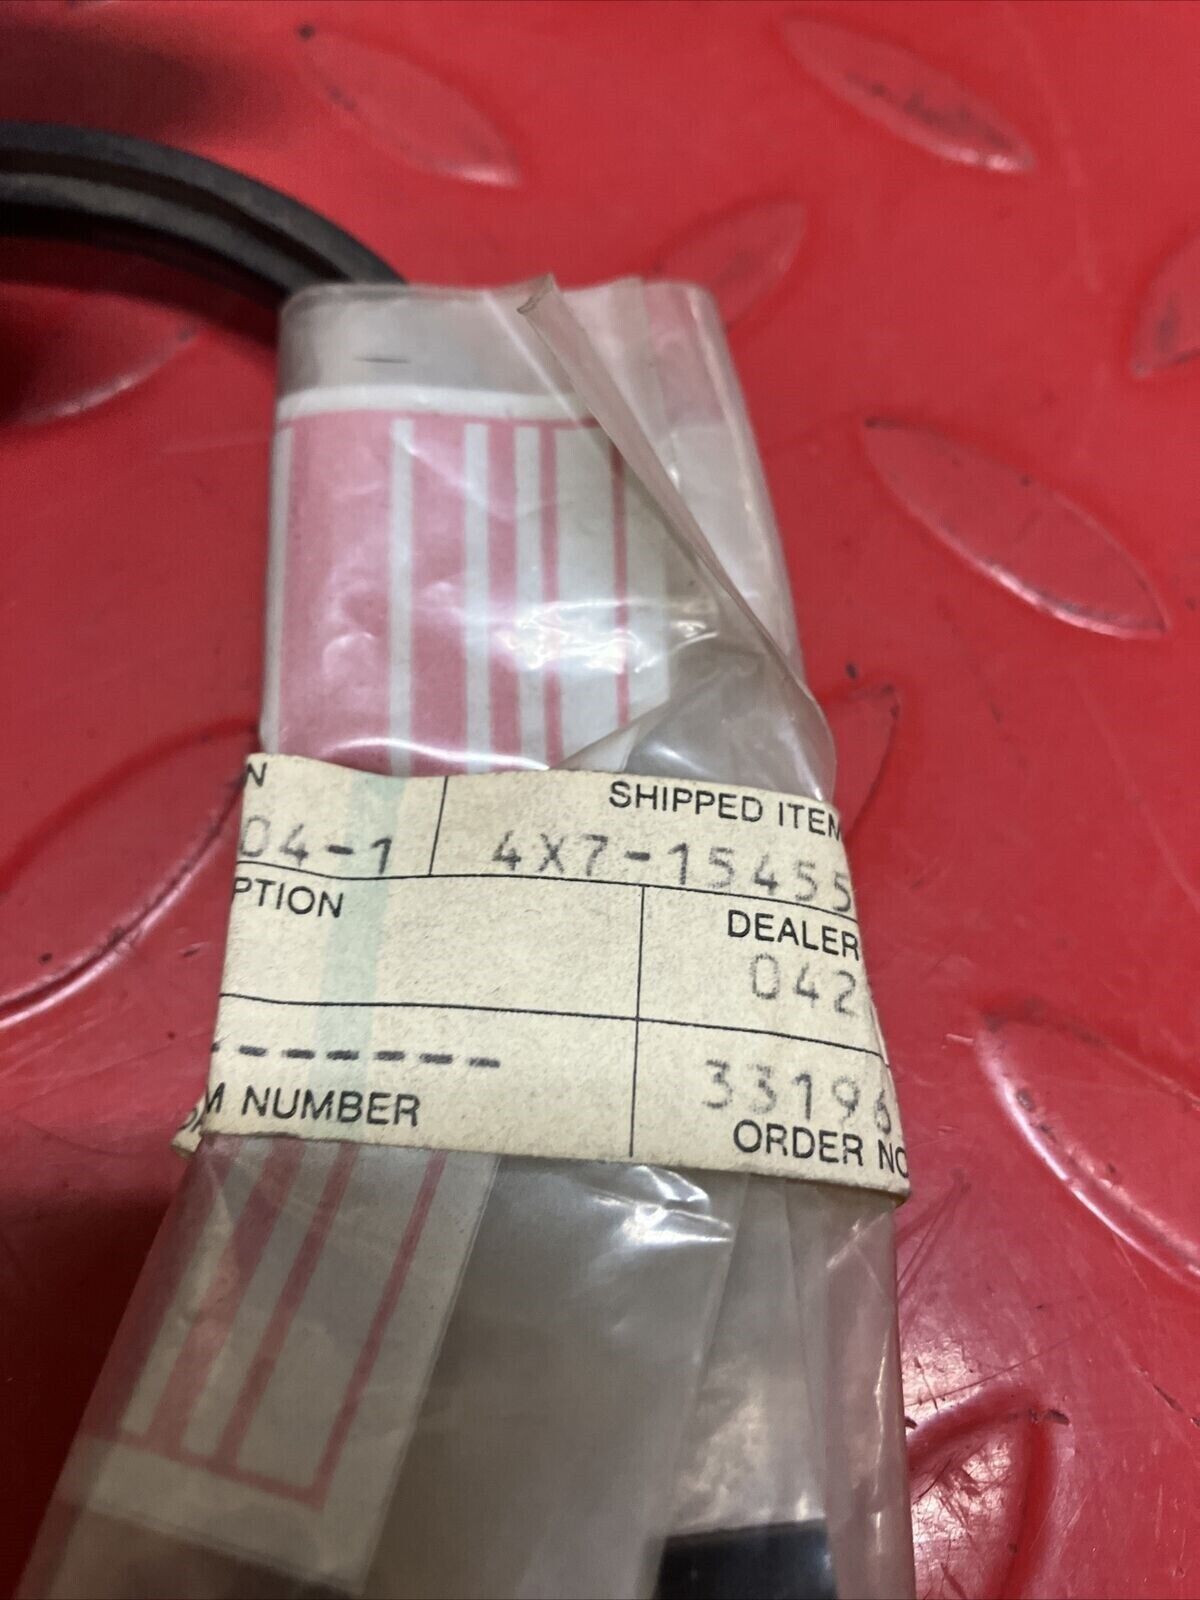 N SHIPPED ITEM
04-1 4X7-15455
PTION DEALER
042
------- 33196
M NUMBER ORDER NO